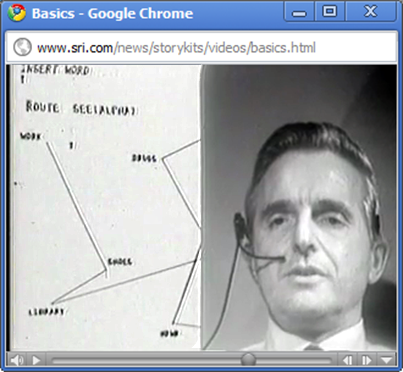 Basics - Google Chrome
www.sri.com/news/storykits/videos/basics.html
INSERT WORD:
ROUTE SEE(ALPHA):
WORK
DRUGS
SHOES
LIBRARY